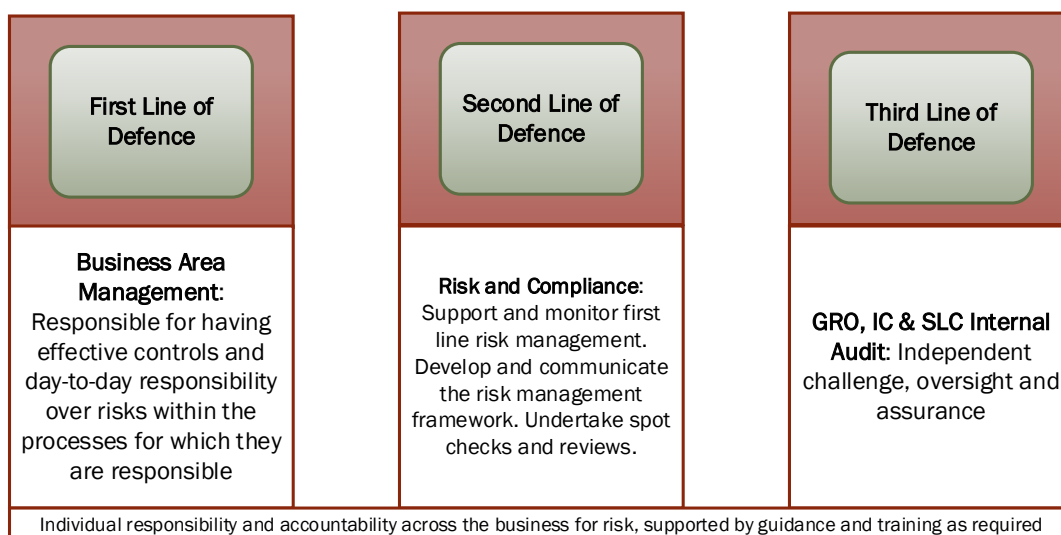 First Line of
Defence
Second Line of
Defence
Third Line of
Defence
Business Area
Management:
Responsible for having
effective controls and
day-to-day responsibility
over risks within the
processes for which they
are responsible
Risk and Compliance:
Support and monitor first
line risk management.
Develop and communicate
the risk management
framework. Undertake spot
checks and reviews.
GRO, IC & SLC Internal
Audit: Independent
challenge, oversight and
assurance
Individual responsibility and accountability across the business for risk, supported by guidance and training as required